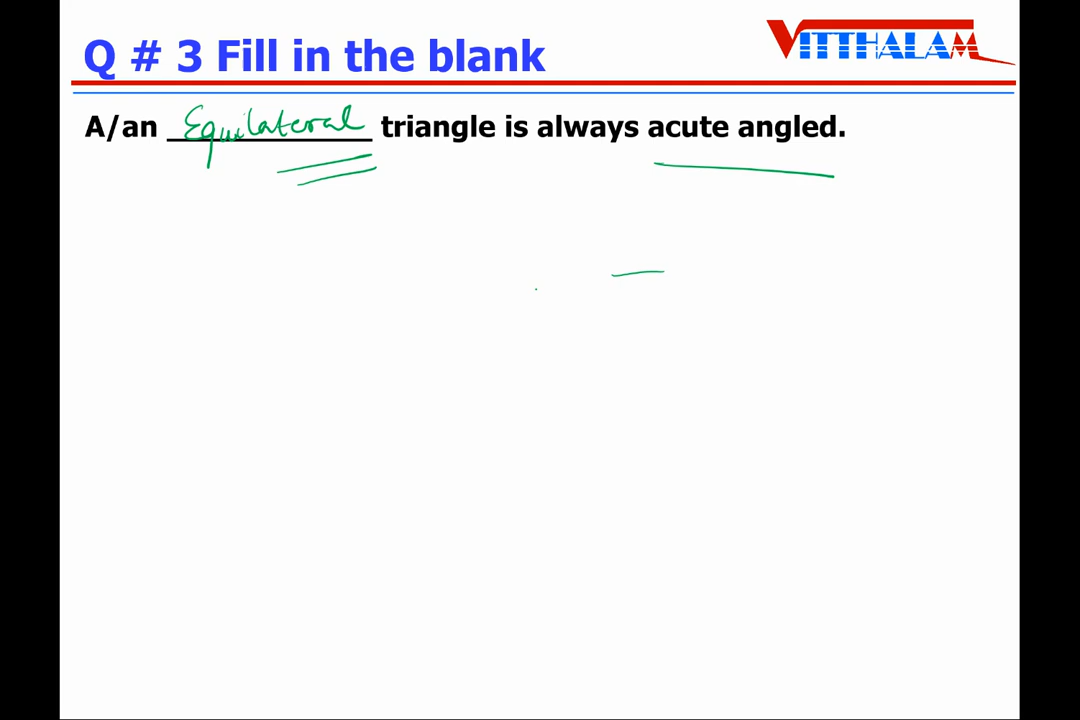 Q # 3 Fill in the blank
VITTHALAM
A/an Equilateral triangle is always acute angled.